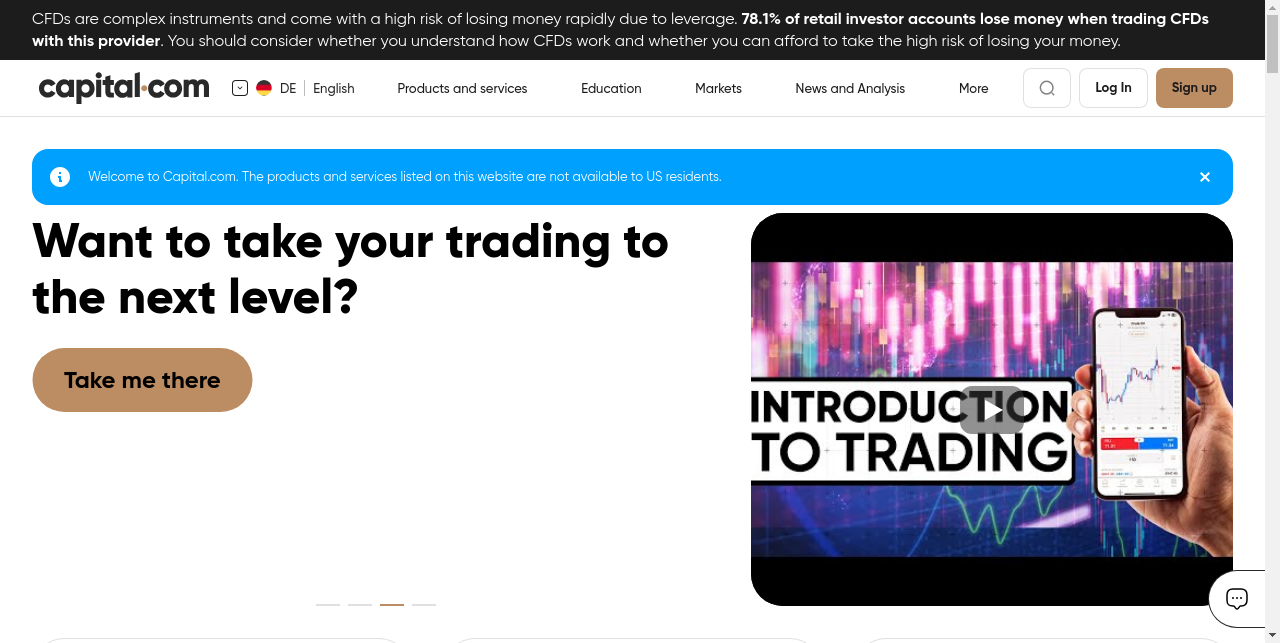 CFDs are complex instruments and come with a high risk of losing money rapidly due to leverage. 78.1% of retail investor accounts lose money when trading CFDs
with this provider. You should consider whether you understand how CFDs work and whether you can afford to take the high risk of losing your money.
capital.com
DE English
Products and services
Education
Markets
News and Analysis
More
Log In
Sign up
Welcome to Capital.com. The products and services listed on this website are not available to US residents.
Want to take your trading to
the next level?
Take me there
INTRODUCTION
TO TRADING